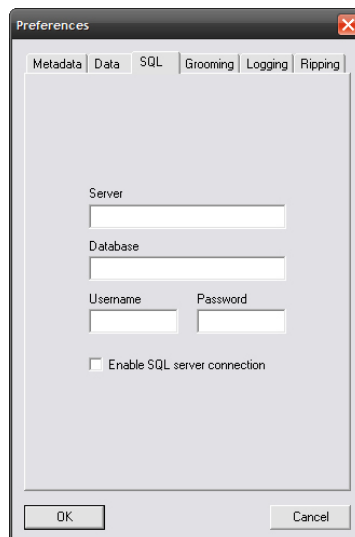 Preferences
Metadata Data SQL Grooming Logging Ripping
Server
Database
Username Password
Enable SQL server connection
OK Cancel